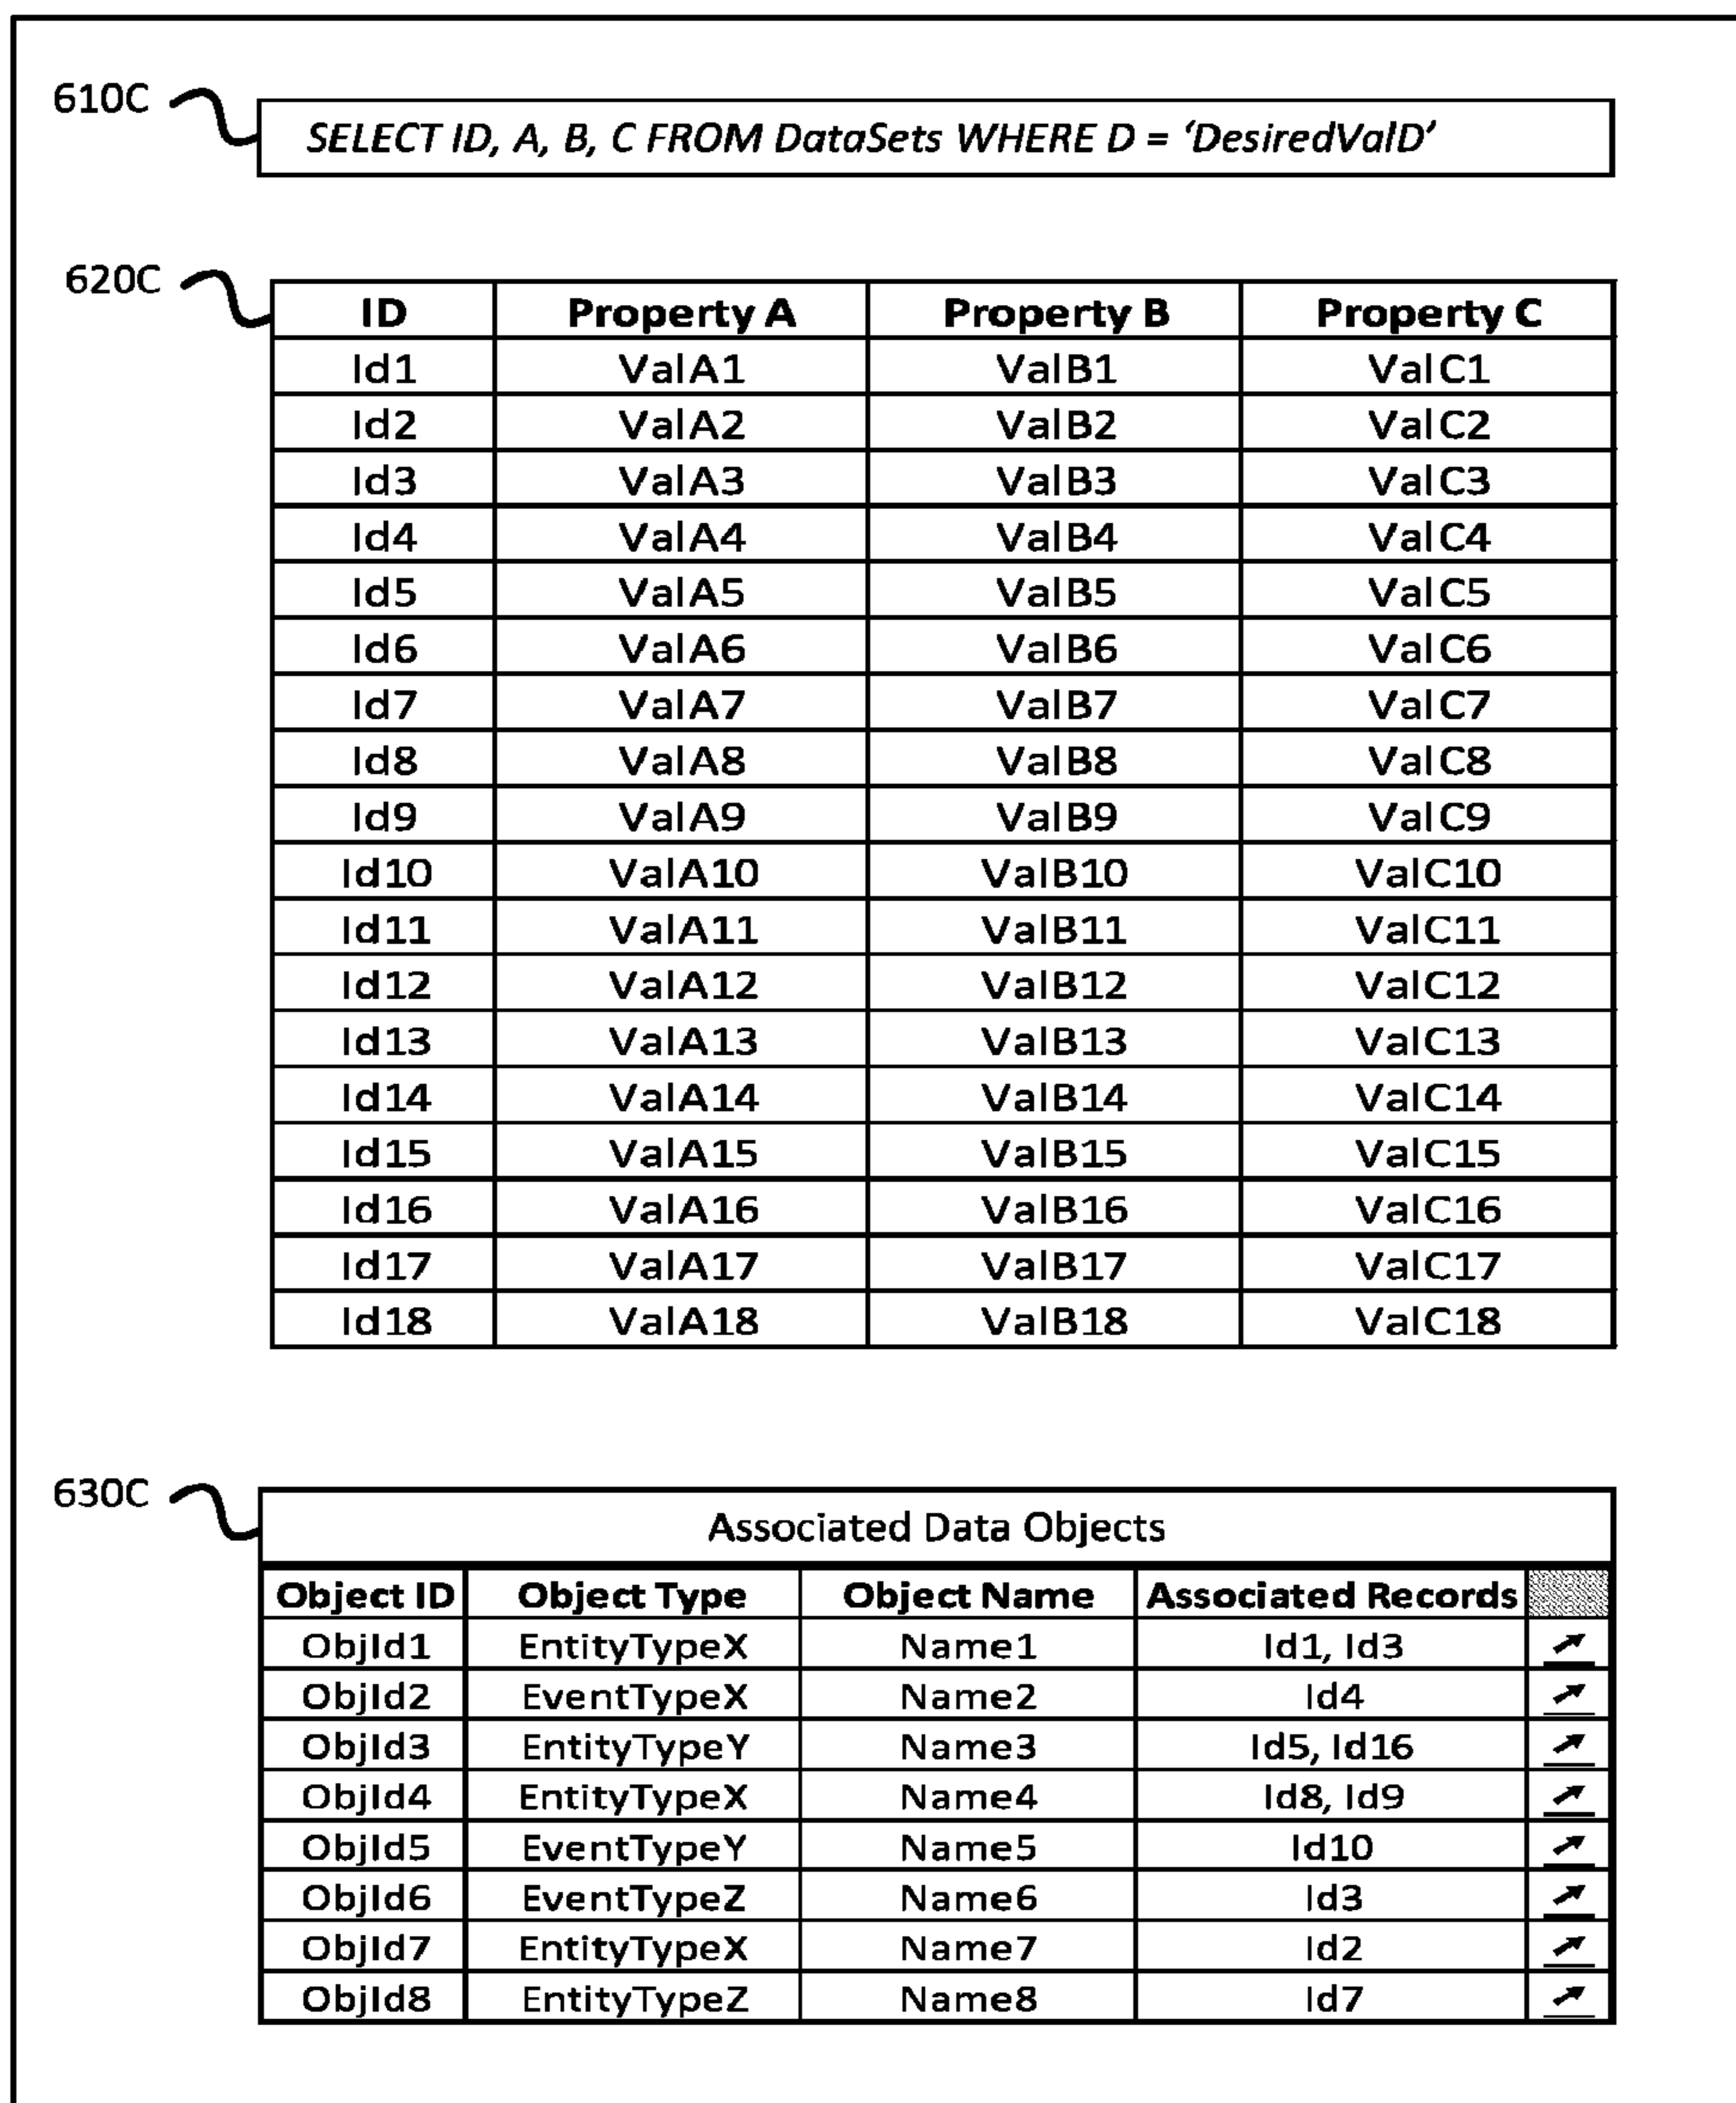 610C
SELECT ID, A, B, C FROM DataSets WHERE D = ‘DesiredValD’
620C
ID Property A Property B Property C
Id1 ValA1 ValB1 ValC1
Id2 ValA2 ValB2 ValC2
Id3 ValA3 ValB3 ValC3
Id4 ValA4 ValB4 ValC4
Id5 ValA5 ValB5 ValC5
Id6 ValA6 ValB6 ValC6
Id7 ValA7 ValB7 ValC7
Id8 ValA8 ValB8 ValC8
Id9 ValA9 ValB9 ValC9
Id10 ValA10 ValB10 ValC10
Id11 ValA11 ValB11 ValC11
Id12 ValA12 ValB12 ValC12
Id13 ValA13 ValB13 ValC13
Id14 ValA14 ValB14 ValC14
Id15 ValA15 ValB15 ValC15
Id16 ValA16 ValB16 ValC16
Id17 ValA17 ValB17 ValC17
Id18 ValA18 ValB18 ValC18
630C
Associated Data Objects
Object ID Object Type Object Name Associated Records
ObjId1 EntityTypeX Name1 Id1, Id3
ObjId2 EventTypeX Name2 Id4
ObjId3 EntityTypeY Name3 Id5, Id16
ObjId4 EntityTypeX Name4 Id8, Id9
ObjId5 EventTypeY Name5 Id10
ObjId6 EventTypeZ Name6 Id3
ObjId7 EntityTypeX Name7 Id2
ObjId8 EntityTypeZ Name8 Id7